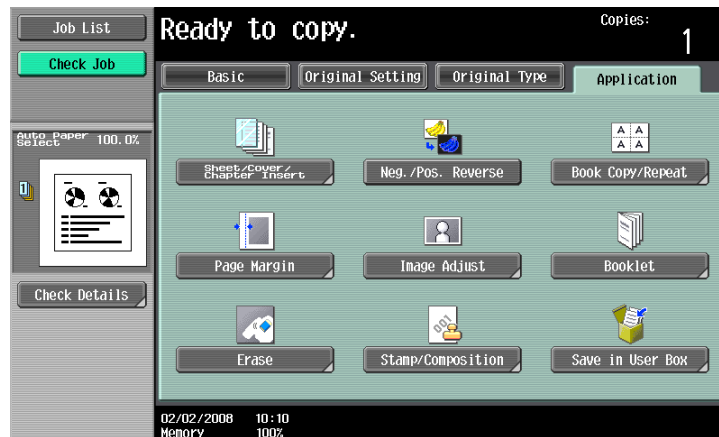 Job List
Check Job
Auto Paper
Select
100.0%
Check Details
Ready to copy.
Copies:
1
Basic
Original Setting
Original Type
Application
Sheet/Cover/
Chapter Insert
Neg./Pos. Reverse
A A
A A
Book Copy/Repeat
Page Margin
Image Adjust
Booklet
001
Erase
Stamp/Composition
Save in User Box
02/02/2008 10:10
Memory 100%